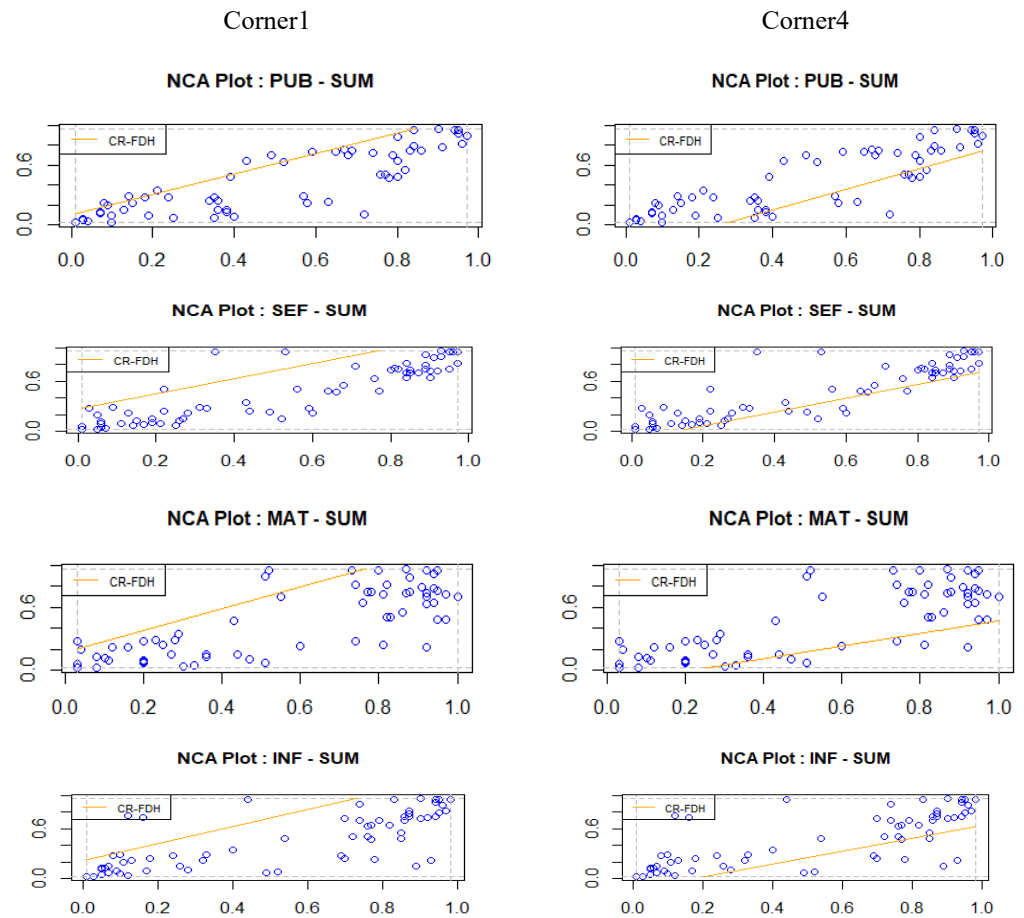 Corner1 Corner4
NCA Plot : PUB - SUM NCA Plot : PUB - SUM
CR-FDH CR-FDH
0.6 0.6
0.0 0.0
0.0 0.2 0.4 0.6 0.8 1.0 0.0 0.2 0.4 0.6 0.8 1.0
NCA Plot : SEF - SUM NCA Plot : SEF - SUM
CR-FDH CR-FDH
0.6 0.6
0.0 0.0
0.0 0.2 0.4 0.6 0.8 1.0 0.0 0.2 0.4 0.6 0.8 1.0
NCA Plot : MAT - SUM NCA Plot : MAT - SUM
CR-FDH CR-FDH
0.6 0.6
0.0 0.0
0.0 0.2 0.4 0.6 0.8 1.0 0.0 0.2 0.4 0.6 0.8 1.0
NCA Plot : INF - SUM NCA Plot : INF - SUM
CR-FDH CR-FDH
0.6 0.6
0.0 0.0
0.0 0.2 0.4 0.6 0.8 1.0 0.0 0.2 0.4 0.6 0.8 1.0